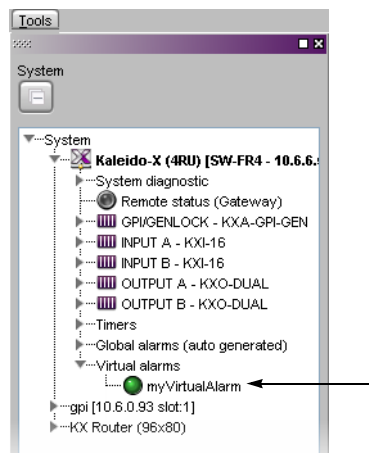 Tools
System
System
Kaleido-X (4RU) [SW-FR4 - 10.6.6.
System diagnostic
Remote status (Gateway)
GPI/GENLOCK - KXA-GPI-GEN
INPUT A - KXI-16
INPUT B - KXI-16
OUTPUT A - KXO-DUAL
OUTPUT B - KXO-DUAL
Timers
Global alarms (auto generated)
Virtual alarms
myVirtualAlarm
gpi [10.6.0.93 slot:1]
KX Router (96x80)